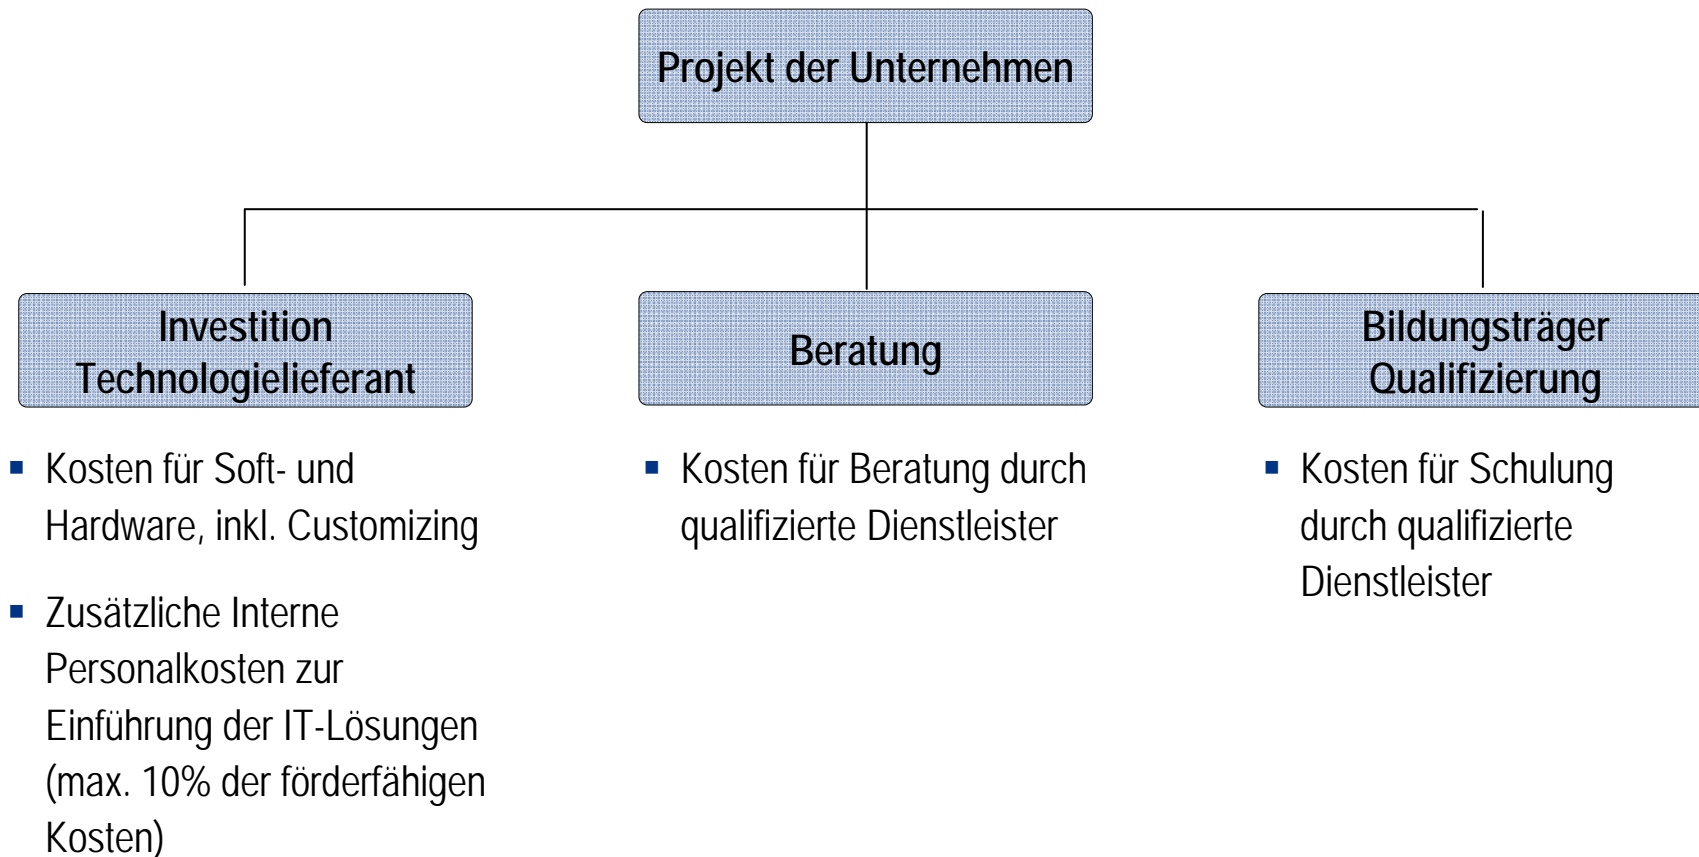 Projekt der Unternehmen
Investition
Technologielieferant
Beratung
Bildungsträger
Qualifizierung
▪ Kosten für Soft- und
Hardware, inkl. Customizing
▪ Zusätzliche Interne
Personalkosten zur
Einführung der IT-Lösungen
(max. 10% der förderfähigen
Kosten)
▪ Kosten für Beratung durch
qualifizierte Dienstleister
▪ Kosten für Schulung
durch qualifizierte
Dienstleister